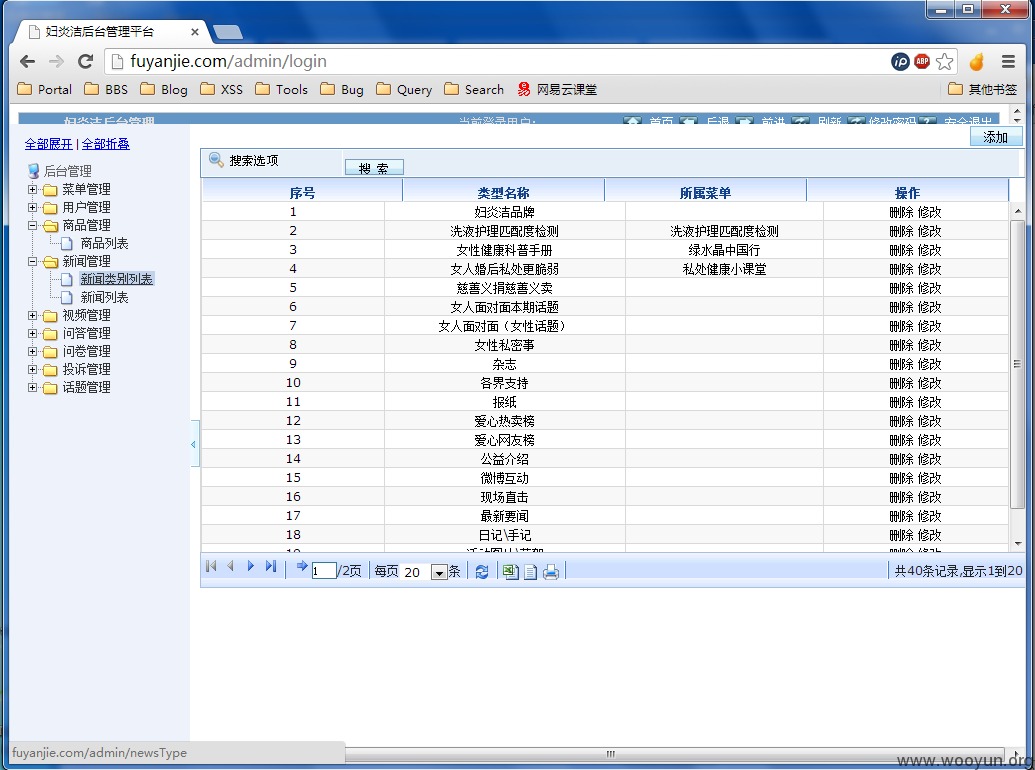 妇炎洁后台管理平台
fuyanjie.com/admin/login
Portal BBS Blog XSS Tools Bug Query Search 网易云课堂 其他书签
妇炎洁后台管理 当前登录用户: 首页 后退 前进 刷新 修改密码 安全退出
全部展开 | 全部折叠 添加
搜索选项 搜 索
后台管理
菜单管理
用户管理
商品管理
商品列表
新闻管理
新闻类别列表
新闻列表
视频管理
问答管理
问卷管理
投诉管理
话题管理
序号 类型名称 所属菜单 操作
1 妇炎洁品牌 删除 修改
2 洗液护理匹配度检测 洗液护理匹配度检测 删除 修改
3 女性健康科普手册 绿水晶中国行 删除 修改
4 女人婚后私处更脆弱 私处健康小课堂 删除 修改
5 慈善义捐慈善义卖 删除 修改
6 女人面对面本期话题 删除 修改
7 女人面对面（女性话题） 删除 修改
8 女性私密事 删除 修改
9 杂志 删除 修改
10 各界支持 删除 修改
11 报纸 删除 修改
12 爱心热卖榜 删除 修改
13 爱心网友榜 删除 修改
14 公益介绍 删除 修改
15 微博互动 删除 修改
16 现场直击 删除 修改
17 最新要闻 删除 修改
18 日记\手记 删除 修改
1 /2页 每页 20 条 共40条记录,显示1到20
fuyanjie.com/admin/newsType
www.wooyun.org